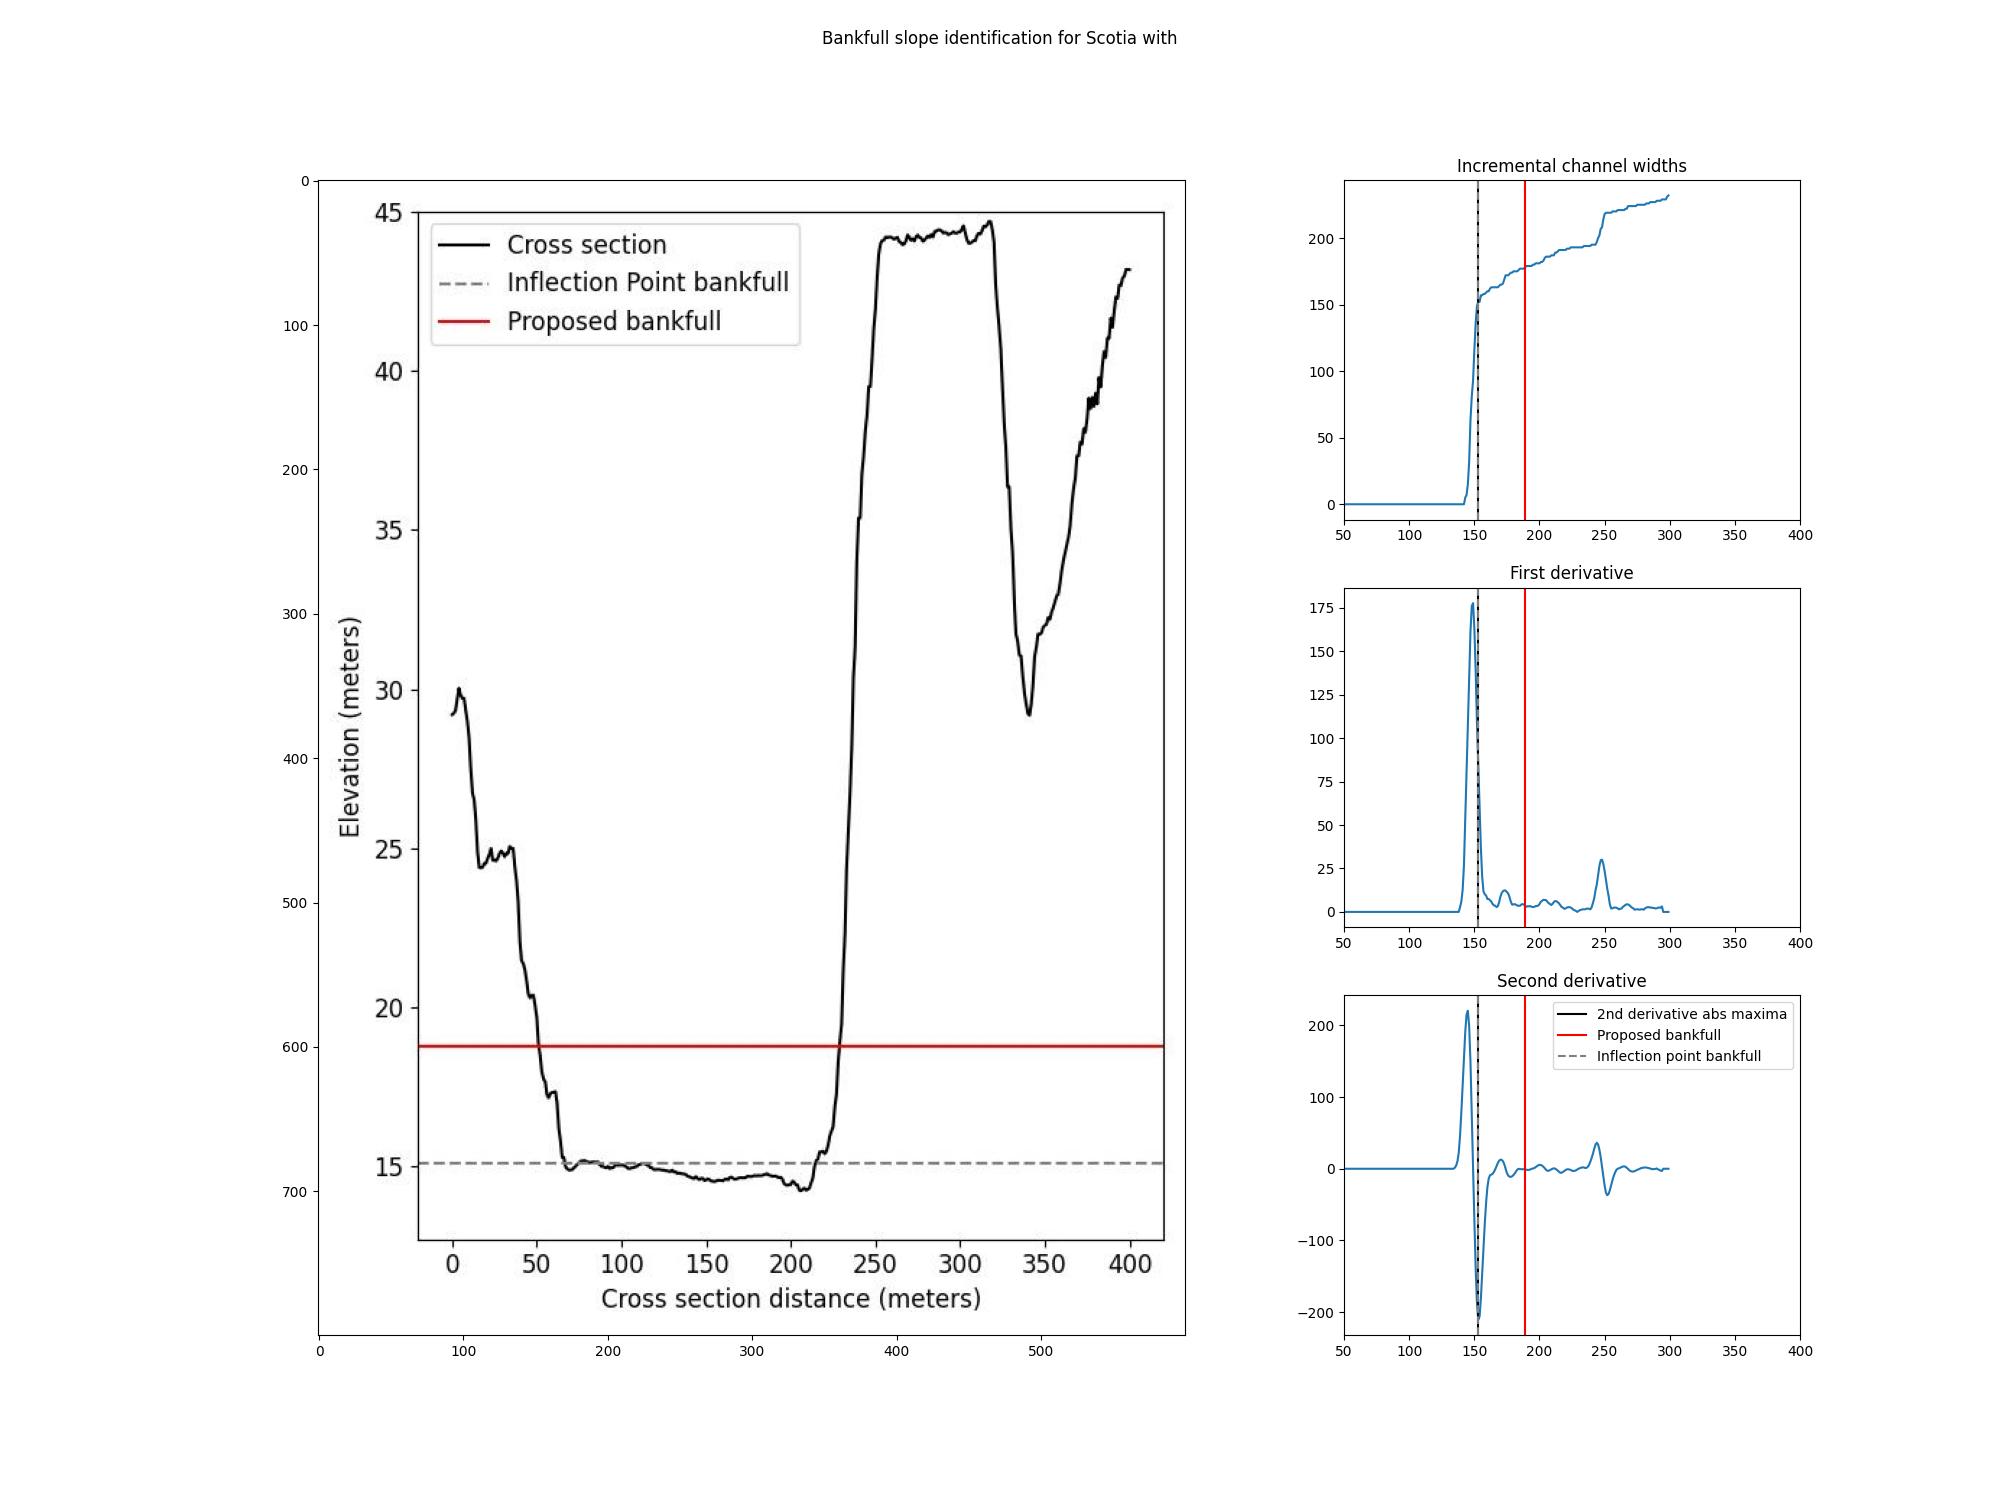 Bankfull slope identification for Scotia with
0
100
200
300
400
500
600
700
0
100
200
300
400
500
45
40
35
30
25
20
15
Elevation (meters)
Cross section
Inflection Point bankfull
Proposed bankfull
0 50 100 150 200 250 300 350 400
Cross section distance (meters)
Incremental channel widths
200
150
100
50
0
50 100 150 200 250 300 350 400
First derivative
175
150
125
100
75
50
25
0
50 100 150 200 250 300 350 400
Second derivative
200
100
0
−100
−200
2nd derivative abs maxima
Proposed bankfull
Inflection point bankfull
50 100 150 200 250 300 350 400